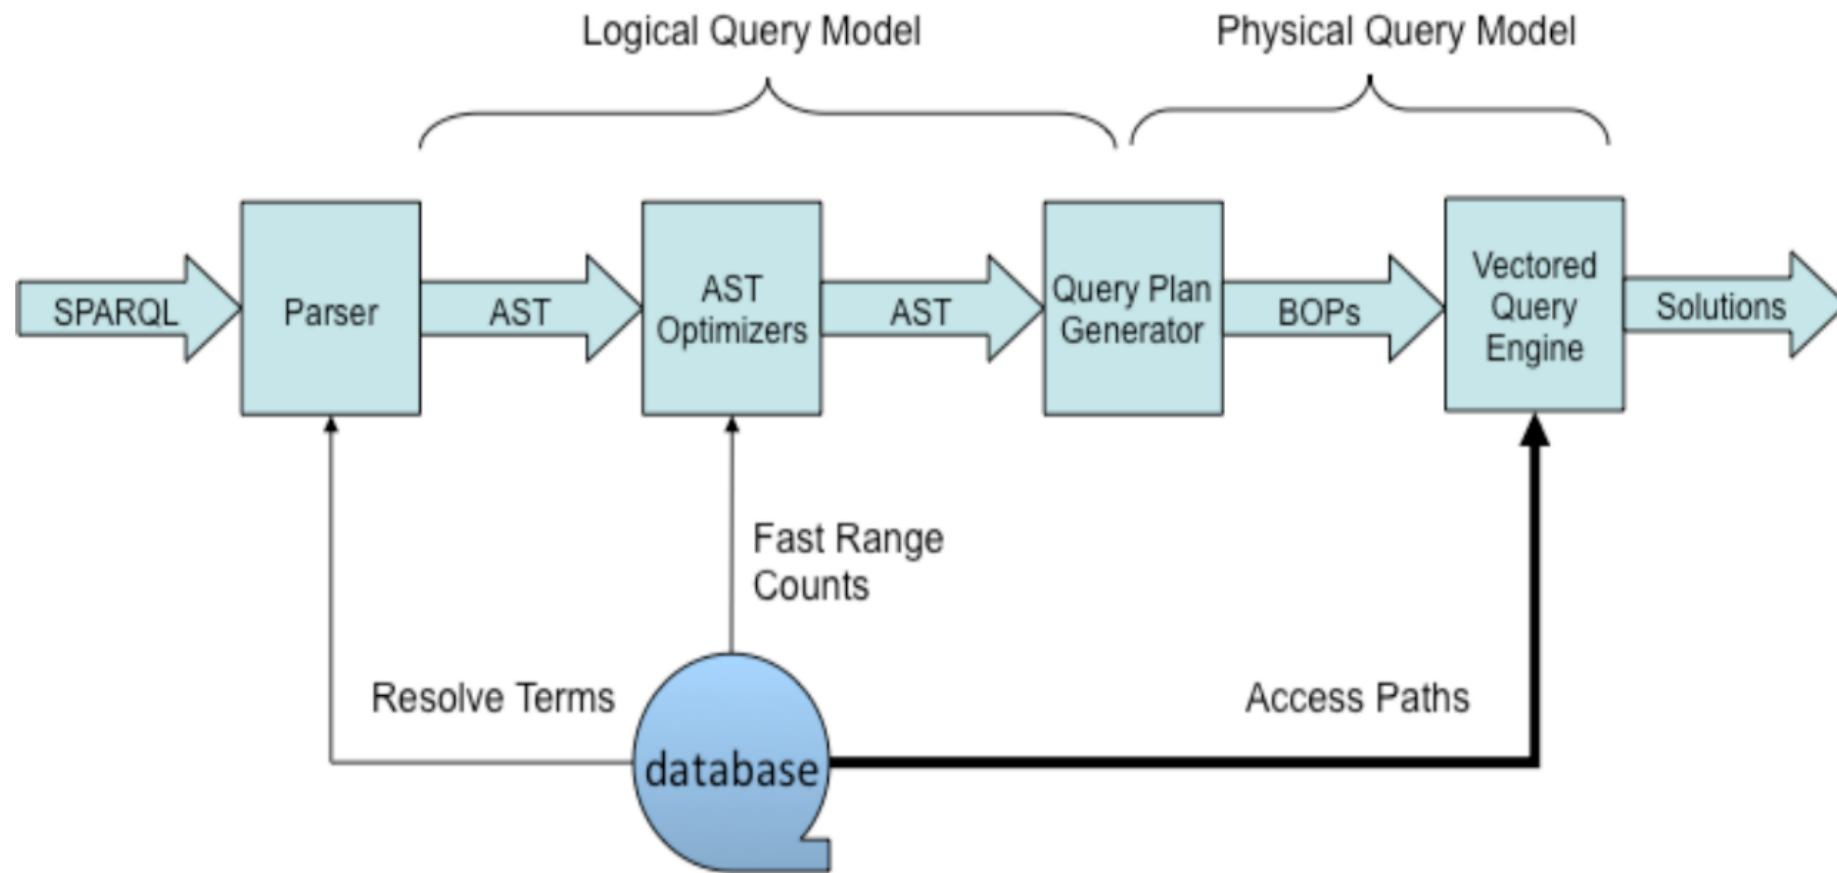 Logical Query Model
Physical Query Model
SPARQL
Parser
AST
AST
Optimizers
AST
Query Plan
Generator
BOPs
Vectored
Query
Engine
Solutions
Fast Range
Counts
Resolve Terms
Access Paths
database